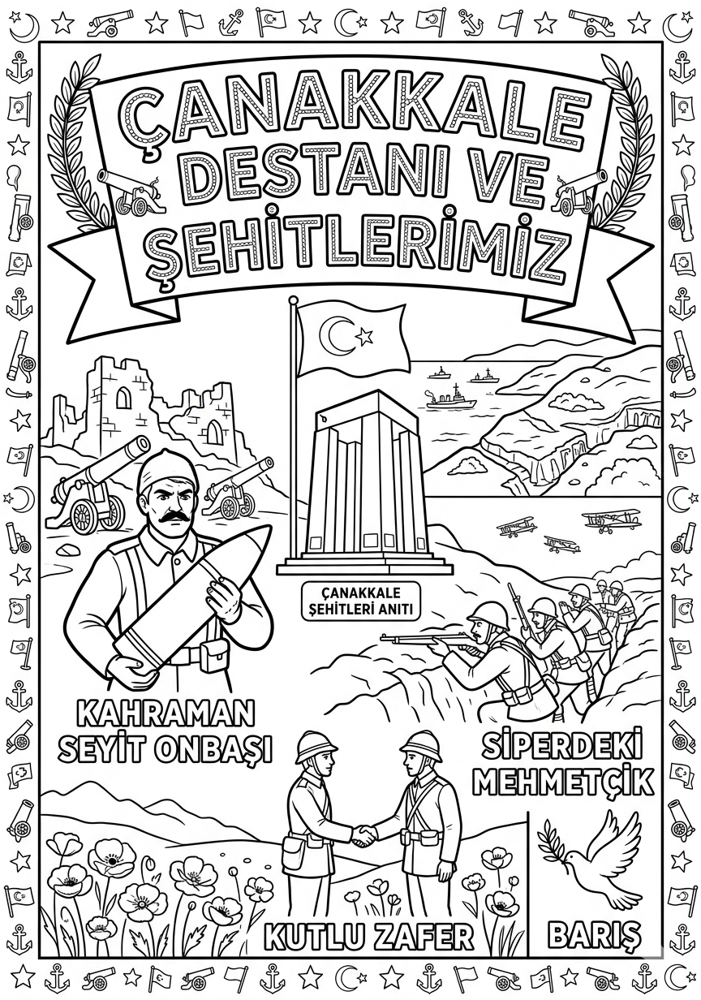 ÇANAKKALE
DESTANI VE
ŞEHİTLERİMİZ
ÇANAKKALE
ŞEHİTLERİ ANITI
KAHRAMAN
SEYİT ONBAŞI
SİPERDEKİ
MEHMETÇİK
KUTLU ZAFER
BARIŞ